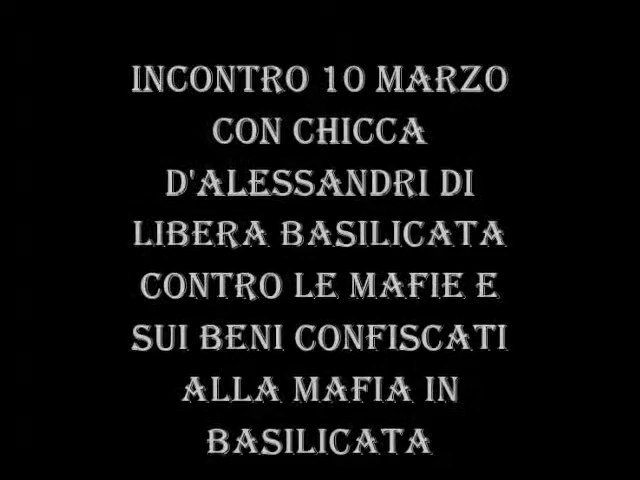 INCONTRO 10 MARZO
CON CHICCA
D'ALESSANDRI DI
LIBERA BASILICATA
CONTRO LE MAFIE E
SUI BENI CONFISCATI
ALLA MAFIA IN
BASILICATA